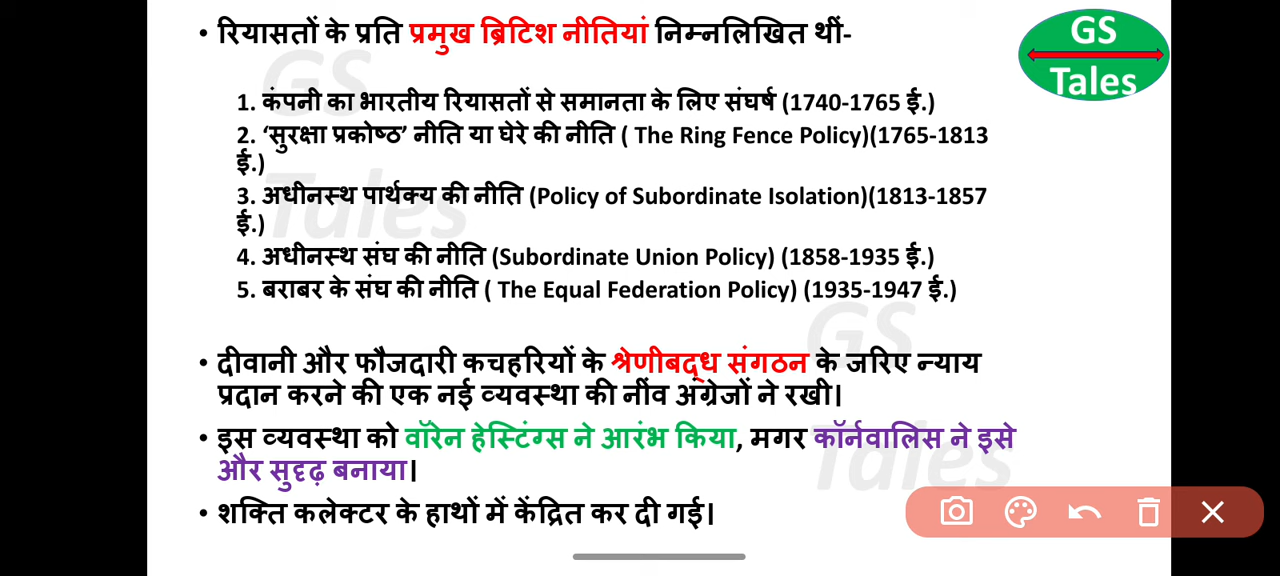 • रियासतों के प्रति प्रमुख ब्रिटिश नीतियां निम्नलिखित थीं-
GS
Tales
1. कंपनी का भारतीय रियासतों से समानता के लिए संघर्ष (1740-1765 ई.)
2. ‘सुरक्षा प्रकोष्ठ’ नीति या घेरे की नीति ( The Ring Fence Policy)(1765-1813
ई.)
3. अधीनस्थ पार्थक्य की नीति (Policy of Subordinate Isolation)(1813-1857
ई.)
4. अधीनस्थ संघ की नीति (Subordinate Union Policy) (1858-1935 ई.)
5. बराबर के संघ की नीति ( The Equal Federation Policy) (1935-1947 ई.)
• दीवानी और फौजदारी कचहरियों के श्रेणीबद्ध संगठन के जरिए न्याय
प्रदान करने की एक नई व्यवस्था की नींव अंग्रेजों ने रखी।
• इस व्यवस्था को वॉरेन हेस्टिंग्स ने आरंभ किया, मगर कॉर्नवालिस ने इसे
और सुदृढ़ बनाया।
• शक्ति कलेक्टर के हाथों में केंद्रित कर दी गई।
GS
Tales
GS
Tales